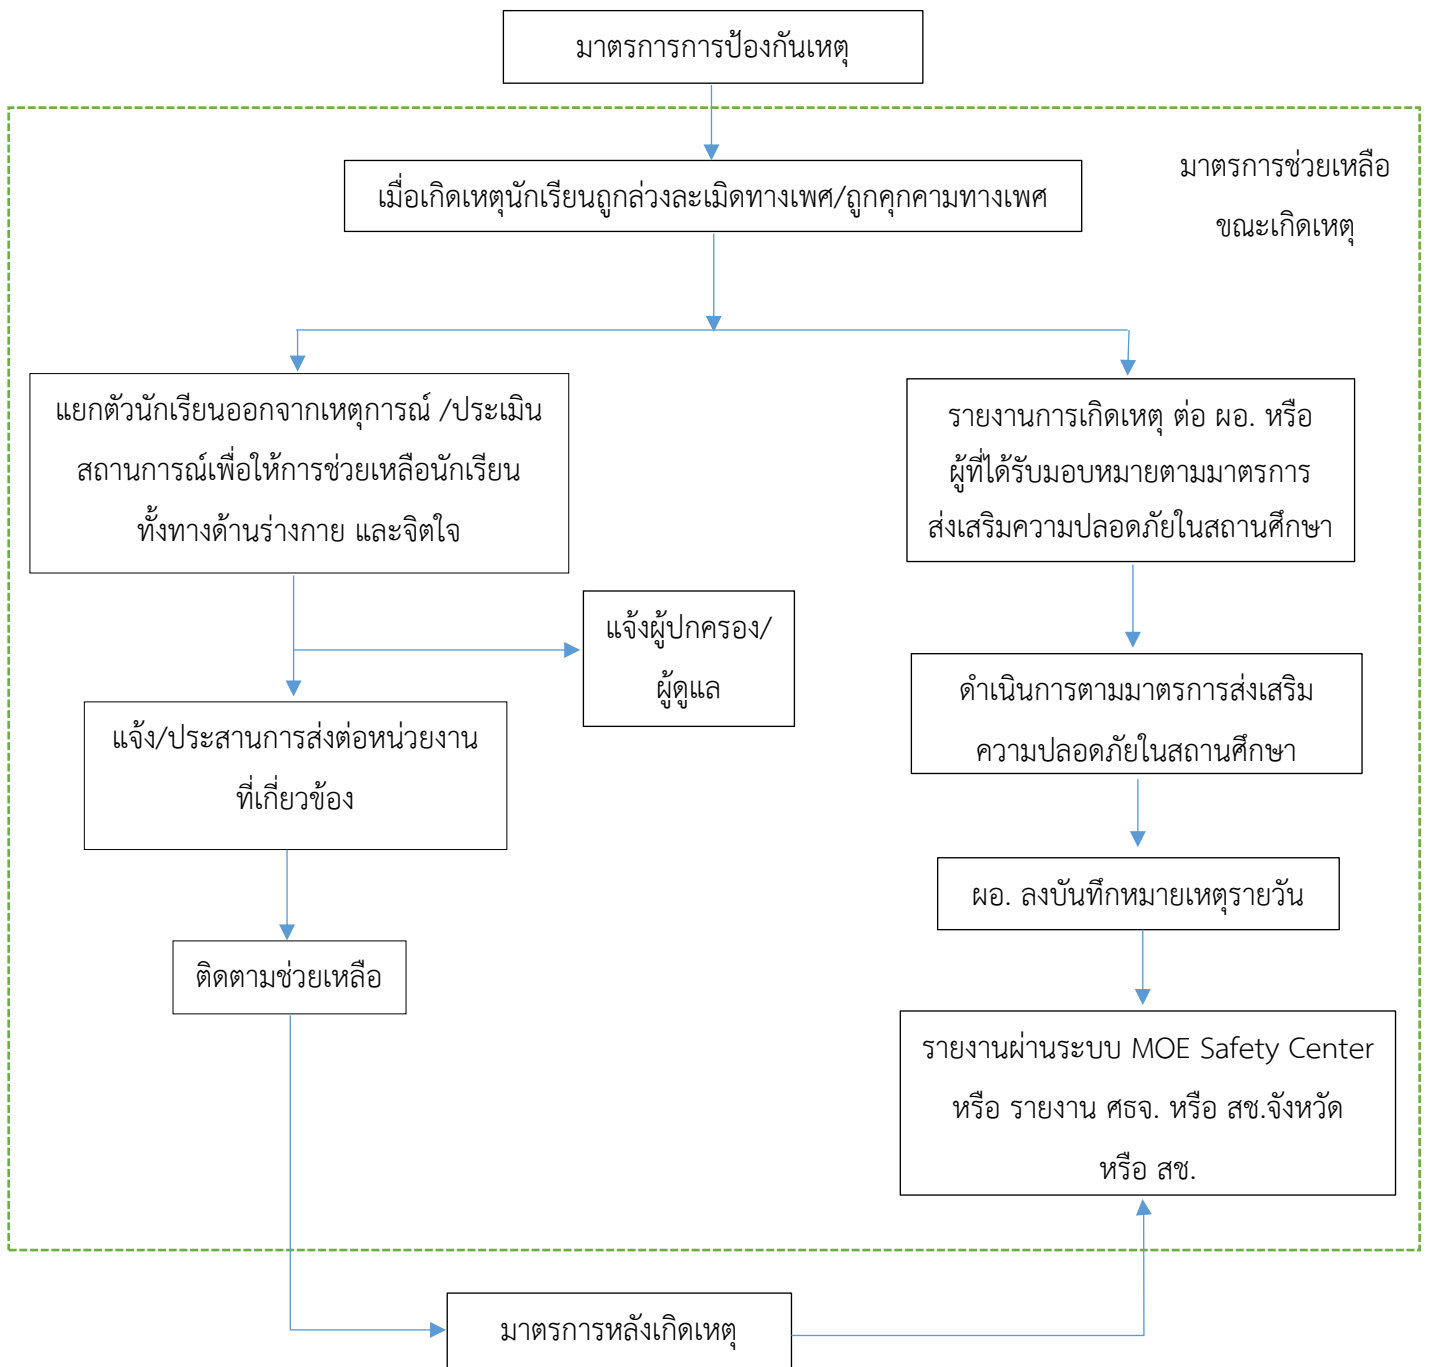 มาตรการการป้องกันเหตุ
มาตรการช่วยเหลือ
ขณะเกิดเหตุ
เมื่อเกิดเหตุนักเรียนถูกล่วงละเมิดทางเพศ/ถูกคุกคามทางเพศ
แยกตัวนักเรียนออกจากเหตุการณ์ /ประเมิน
สถานการณ์เพื่อให้การช่วยเหลือนักเรียน
ทั้งทางด้านร่างกาย และจิตใจ
แจ้งผู้ปกครอง/
ผู้ดูแล
แจ้ง/ประสานการส่งต่อหน่วยงาน
ที่เกี่ยวข้อง
ติดตามช่วยเหลือ
รายงานการเกิดเหตุ ต่อ ผอ. หรือ
ผู้ที่ได้รับมอบหมายตามมาตรการ
ส่งเสริมความปลอดภัยในสถานศึกษา
ดำเนินการตามมาตรการส่งเสริม
ความปลอดภัยในสถานศึกษา
ผอ. ลงบันทึกหมายเหตุรายวัน
รายงานผ่านระบบ MOE Safety Center
หรือ รายงาน ศธจ. หรือ สช.จังหวัด
หรือ สช.
มาตรการหลังเกิดเหตุ